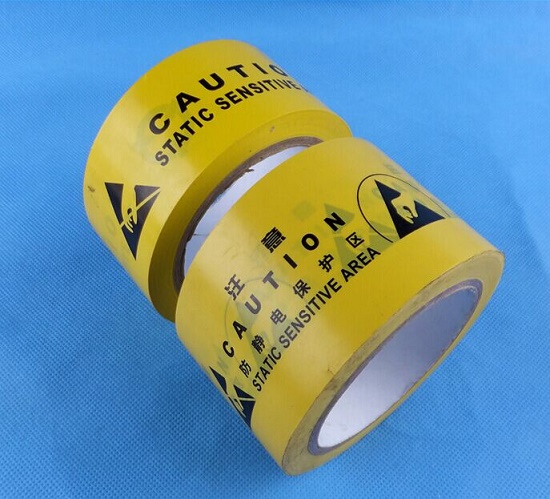 CAUTIO
STATIC SENSITIVE
注意
CAUTION
防静电保护区
STATIC SENSITIVE AREA